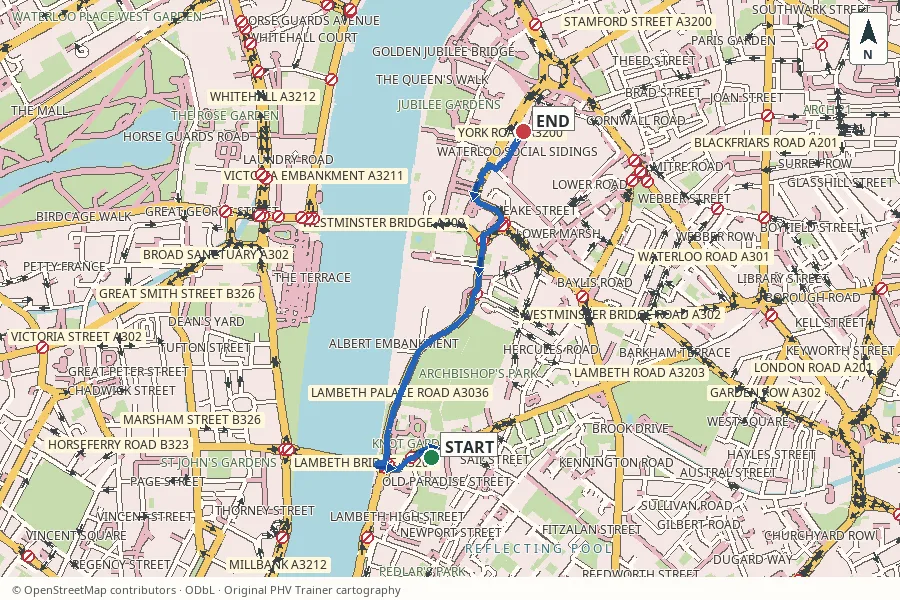 WATERLOO PLACE WEST GARDEN
HORSE GUARDS AVENUE
SOUTHWARK STREET
STAMFORD STREET A3200
WHITEHALL COURT
PARIS GARDEN
GOLDEN JUBILEE BRIDGE
N
THEED STREET
THE QUEEN'S WALK
BRAD STREET
WHITEHALL A3212
JOAN STREET
JUBILEE GARDENS
THE MALL
THE ROSE GARDEN
END
CORNWALL ROAD
HORSE GUARDS ROAD
YORK ROAD A3200
BLACKFRIARS ROAD A201
WATERLOO SOCIAL SIDINGS
LAUNDRY ROAD
MITRE ROAD
SURREY ROW
VICTORIA EMBANKMENT A3211
LOWER ROAD
GLASSHILL STREET
WEBBER STREET
BIRDCAGE WALK
GREAT GEORGE STREET
LEAKE STREET
WESTMINSTER BRIDGE A302
BOYFIELD STREET
LOWER MARSH
WEBBER ROW
BROAD SANCTUARY A302
WATERLOO ROAD A301
PETTY FRANCE
THE TERRACE
LIBRARY STREET
BAYLIS ROAD
GREAT SMITH STREET B326
BOROUGH ROAD
WESTMINSTER BRIDGE ROAD A302
DEAN'S YARD
KELL STREET
VICTORIA STREET A302
ALBERT EMBANKMENT
TUFTON STREET
HERCULES ROAD
BARKHAM TERRACE
KEYWORTH STREET
GREAT PETER STREET
ARCHBISHOP'S PARK
LAMBETH ROAD A3203
LONDON ROAD A201
CHADWICK STREET
LAMBETH PALACE ROAD A3036
GARDEN ROW A302
MARSHAM STREET B326
WEST SQUARE
BROOK DRIVE
HORSEFERRY ROAD B323
KNOT GARDEN
START
HAYLES STREET
ST JOHN'S GARDENS
LAMBETH BRIDGE
SAIL STREET
KENNINGTON ROAD
AUSTRAL STREET
PAGE STREET
OLD PARADISE STREET
SULLIVAN ROAD
THORNEY STREET
VINCENT STREET
LAMBETH HIGH STREET
GILBERT ROAD
VINCENT SQUARE
NEWPORT STREET
FITZALAN STREET
CHURCHYARD ROW
REFLECTING POOL
REGENCY STREET
MILLBANK A3212
DUGARD WAY
REDLAR'S PARK
REEDWORTH STREET
© OpenStreetMap contributors · ODbL · Original PHV Trainer cartography